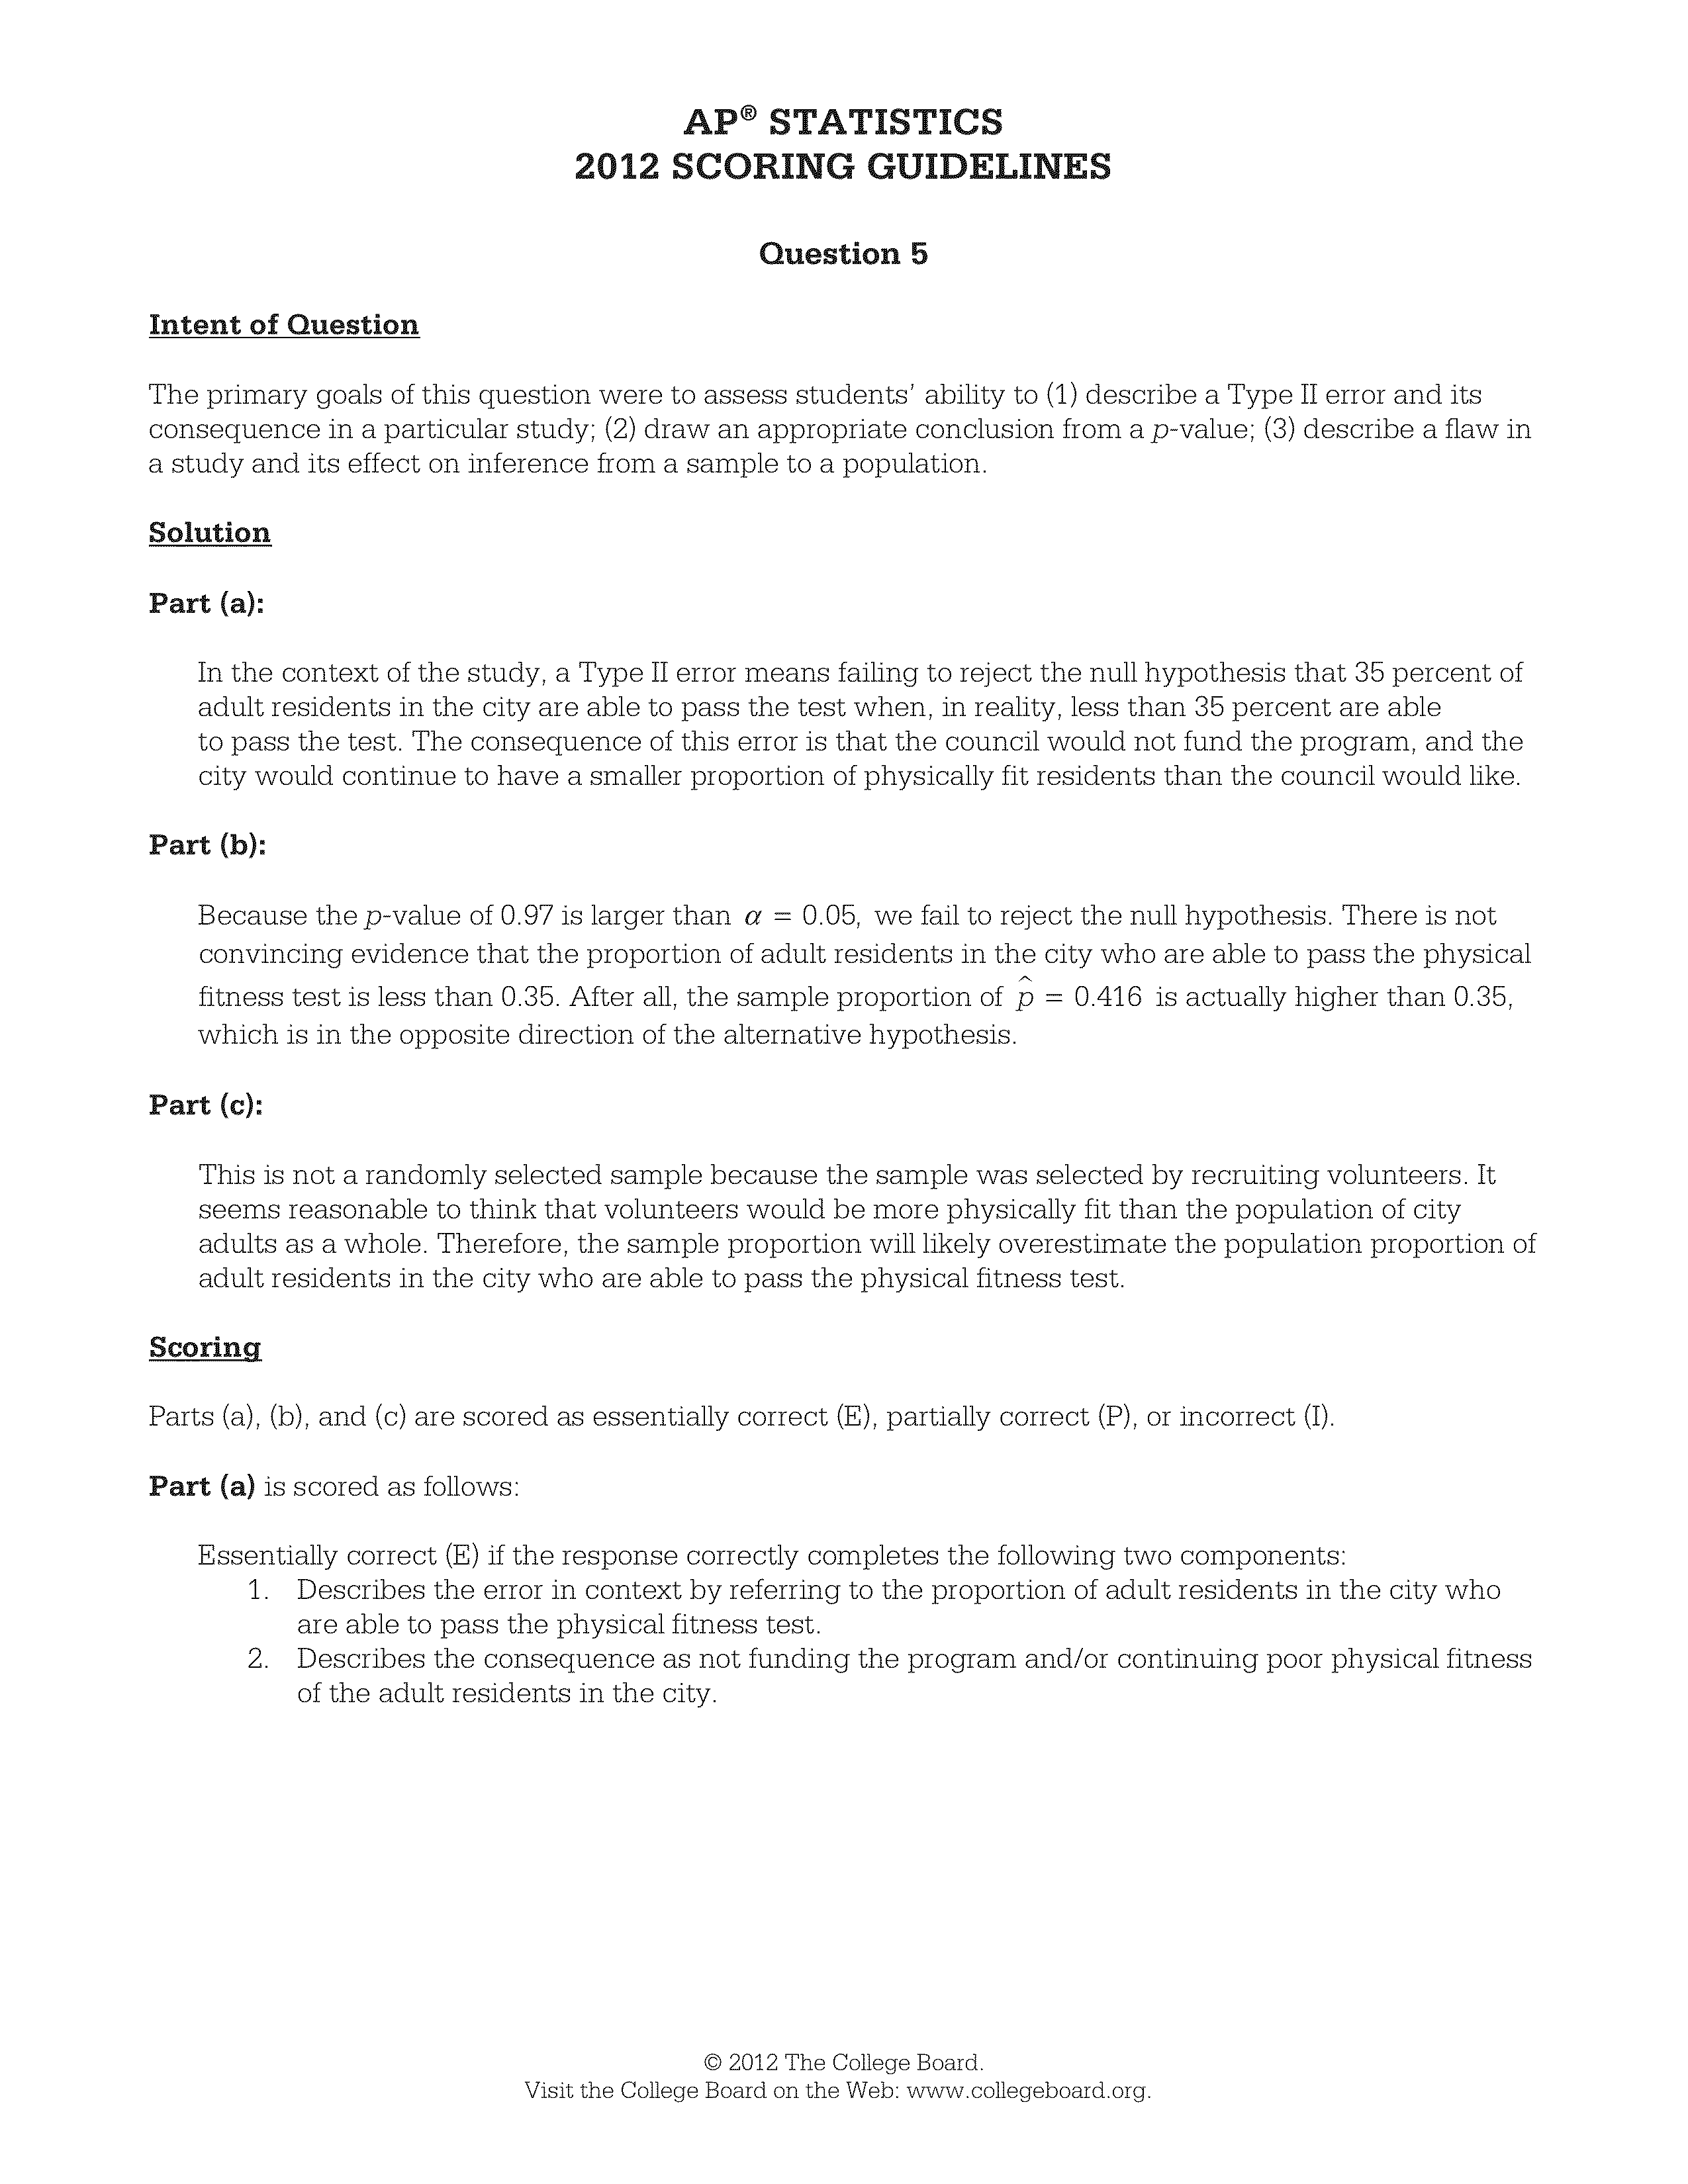 AP® STATISTICS
2012 SCORING GUIDELINES
Question 5
Intent of Question
The primary goals of this question were to assess students’ ability to (1) describe a Type II error and its
consequence in a particular study; (2) draw an appropriate conclusion from a p-value; (3) describe a flaw in
a study and its effect on inference from a sample to a population.
Solution
Part (a):
In the context of the study, a Type II error means failing to reject the null hypothesis that 35 percent of
adult residents in the city are able to pass the test when, in reality, less than 35 percent are able
to pass the test. The consequence of this error is that the council would not fund the program, and the
city would continue to have a smaller proportion of physically fit residents than the council would like.
Part (b):
Because the p-value of 0.97 is larger than α = 0.05, we fail to reject the null hypothesis. There is not
convincing evidence that the proportion of adult residents in the city who are able to pass the physical
fitness test is less than 0.35. After all, the sample proportion of p̂ = 0.416 is actually higher than 0.35,
which is in the opposite direction of the alternative hypothesis.
Part (c):
This is not a randomly selected sample because the sample was selected by recruiting volunteers. It
seems reasonable to think that volunteers would be more physically fit than the population of city
adults as a whole. Therefore, the sample proportion will likely overestimate the population proportion of
adult residents in the city who are able to pass the physical fitness test.
Scoring
Parts (a), (b), and (c) are scored as essentially correct (E), partially correct (P), or incorrect (I).
Part (a) is scored as follows:
Essentially correct (E) if the response correctly completes the following two components:
1. Describes the error in context by referring to the proportion of adult residents in the city who
are able to pass the physical fitness test.
2. Describes the consequence as not funding the program and/or continuing poor physical fitness
of the adult residents in the city.
© 2012 The College Board.
Visit the College Board on the Web: www.collegeboard.org.